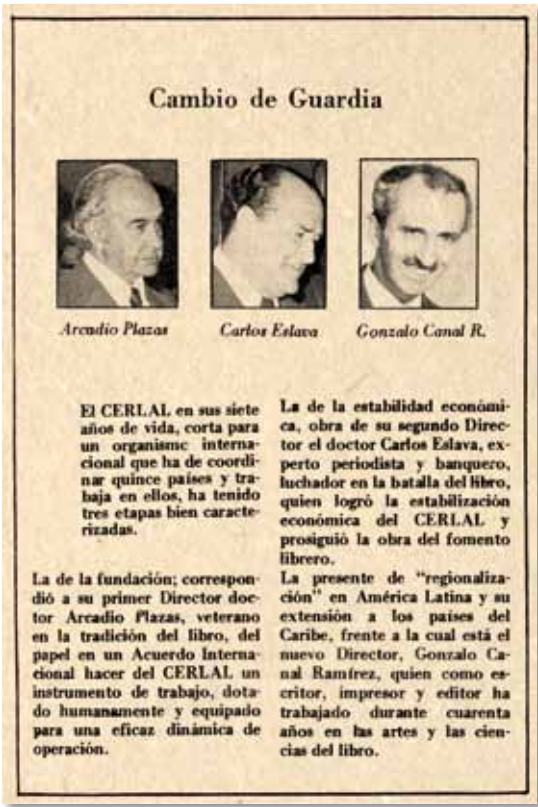 Cambio de Guardia
Arcadio Plazas
Carlos Eslava
Gonzalo Canal R.
El CERLAL en sus siete
años de vida, corta para
un organismo interna-
cional que ha de coordi-
nar quince países y tra-
baja en ellos, ha tenido
tres etapas bien caracte-
rizadas.
La de la fundación; correspon-
dió a su primer Director doc-
tor Arcadio Plazas, veterano
en la tradición del libro, del
papel en un Acuerdo Interna-
cional hacer del CERLAL un
instrumento de trabajo, dota-
do humanamente y equipado
para una eficaz dinámica de
operación.
La de la estabilidad económi-
ca, obra de su segundo Direc-
tor el doctor Carlos Eslava, ex-
perto periodista y banquero,
luchador en la batalla del libro,
quien logró la estabilización
económica del CERLAL y
prosiguió la obra del fomento
librero.
La presente de “regionaliza-
ción” en América Latina y su
extensión a los países del
Caribe, frente a la cual está el
nuevo Director, Gonzalo Ca-
nal Ramírez, quien como es-
critor, impresor y editor ha
trabajado durante cuarenta
años en las artes y las cien-
cias del libro.